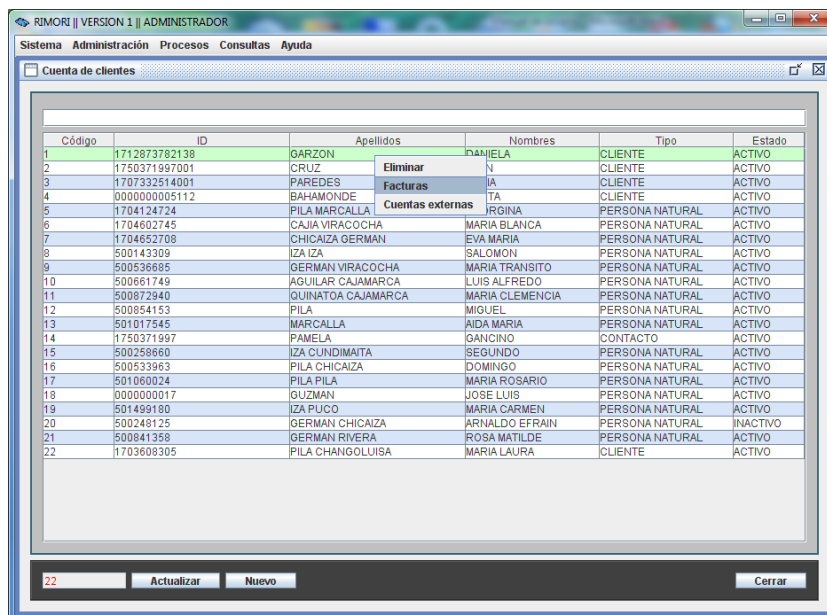 RIMORI || VERSION 1 || ADMINISTRADOR
Sistema Administración Procesos Consultas Ayuda
Cuenta de clientes
Código ID Apellidos Nombres Tipo Estado
1 1712873782138 GARZON DANIELA CLIENTE ACTIVO
2 1750371997001 CRUZ N CLIENTE ACTIVO
3 1707332514001 PAREDES IA CLIENTE ACTIVO
4 0000000005112 BAHAMONDE TA CLIENTE ACTIVO
Eliminar
Facturas
Cuentas externas
5 1704124724 PILA MARCALLA ORGINA PERSONA NATURAL ACTIVO
6 1704602745 CAJIA VIRACOCHA MARIA BLANCA PERSONA NATURAL ACTIVO
7 1704652708 CHICAIZA GERMAN EVA MARIA PERSONA NATURAL ACTIVO
8 500143309 IZA IZA SALOMON PERSONA NATURAL ACTIVO
9 500536685 GERMAN VIRACOCHA MARIA TRANSITO PERSONA NATURAL ACTIVO
10 500661749 AGUILAR CAJAMARCA LUIS ALFREDO PERSONA NATURAL ACTIVO
11 500872940 QUINATOA CAJAMARCA MARIA CLEMENCIA PERSONA NATURAL ACTIVO
12 500854153 PILA MIGUEL PERSONA NATURAL ACTIVO
13 501017545 MARCALLA AIDA MARIA PERSONA NATURAL ACTIVO
14 1750371997 PAMELA GANCINO CONTACTO ACTIVO
15 500258660 IZA CUNDIMAITA SEGUNDO PERSONA NATURAL ACTIVO
16 500533963 PILA CHICAIZA DOMINGO PERSONA NATURAL ACTIVO
17 501060024 PILA PILA MARIA ROSARIO PERSONA NATURAL ACTIVO
18 0000000017 GUZMAN JOSE LUIS PERSONA NATURAL ACTIVO
19 501499180 IZA PUCO MARIA CARMEN PERSONA NATURAL ACTIVO
20 500248125 GERMAN CHICAIZA ARNALDO EFRAIN PERSONA NATURAL INACTIVO
21 500841358 GERMAN RIVERA ROSA MATILDE PERSONA NATURAL ACTIVO
22 1703608305 PILA CHANGOLUISA MARIA LAURA CLIENTE ACTIVO
22 Actualizar Nuevo Cerrar